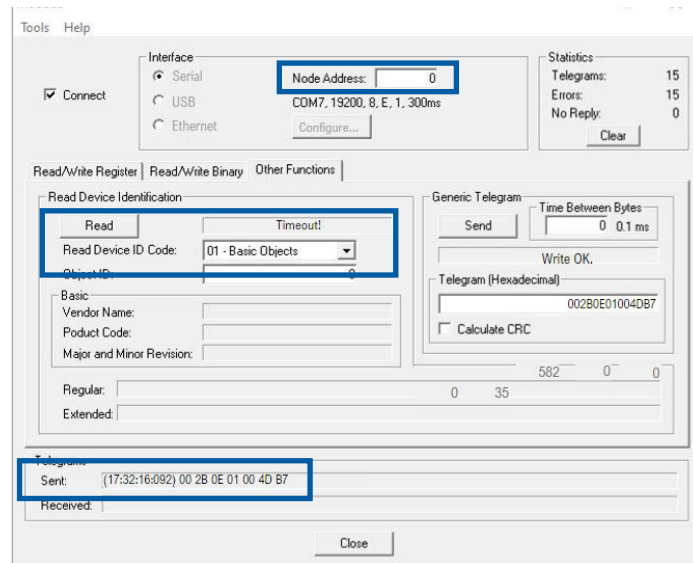 Tools Help
Interface
Serial
USB
Ethernet
Connect
Node Address: 0
COM7, 19200, 8, E, 1, 300ms
Configure...
Statistics
Telegrams: 15
Errors: 15
No Reply: 0
Clear
Read/Write Register Read/Write Binary Other Functions
Read Device Identification
Read Timeout!
Read Device ID Code: 01 - Basic Objects
Object ID: 0
Basic
Vendor Name:
Poduct Code:
Major and Minor Revision:
Regular:
Extended:
Generic Telegram
Send
Time Between Bytes
0 0.1 ms
Write OK.
Telegram (Hexadecimal)
002B0E01004DB7
Calculate CRC
582 0 0
0 35
Telegrams
Sent: (17:32:16:092) 00 2B 0E 01 00 4D B7
Received:
Close